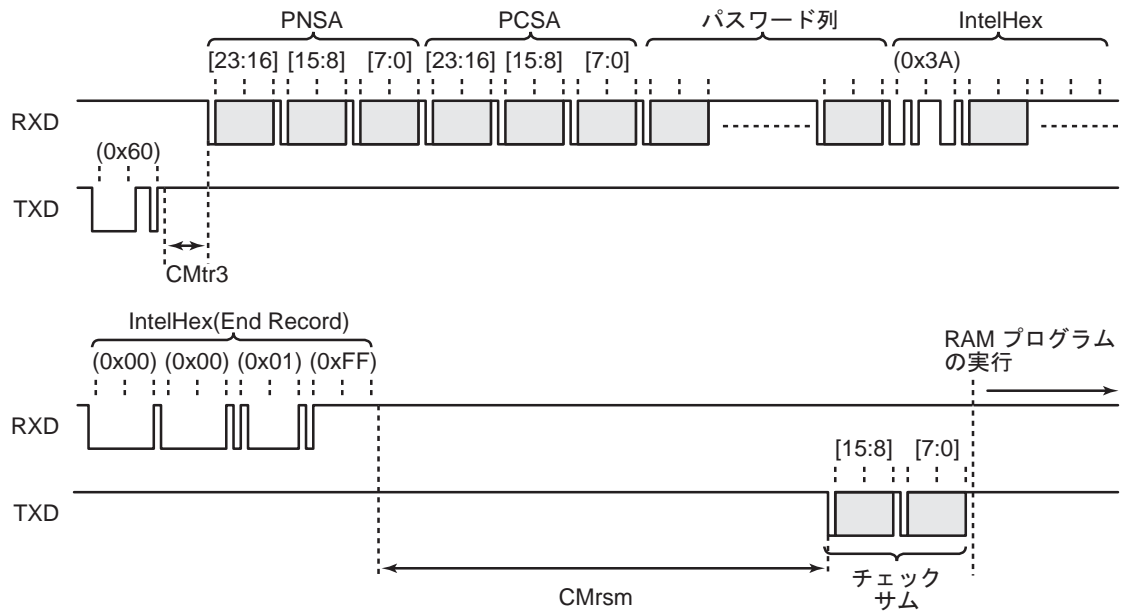 PNSA PCSA パスワード列 IntelHex
[23:16] [15:8] [7:0] [23:16] [15:8] [7:0] (0x3A)
RXD
(0x60)
TXD
CMtr3
IntelHex(End Record)
(0x00) (0x00) (0x01) (0xFF)
RAM プログラム
の実行
RXD
[15:8] [7:0]
TXD
CMrsm
チェック
サム